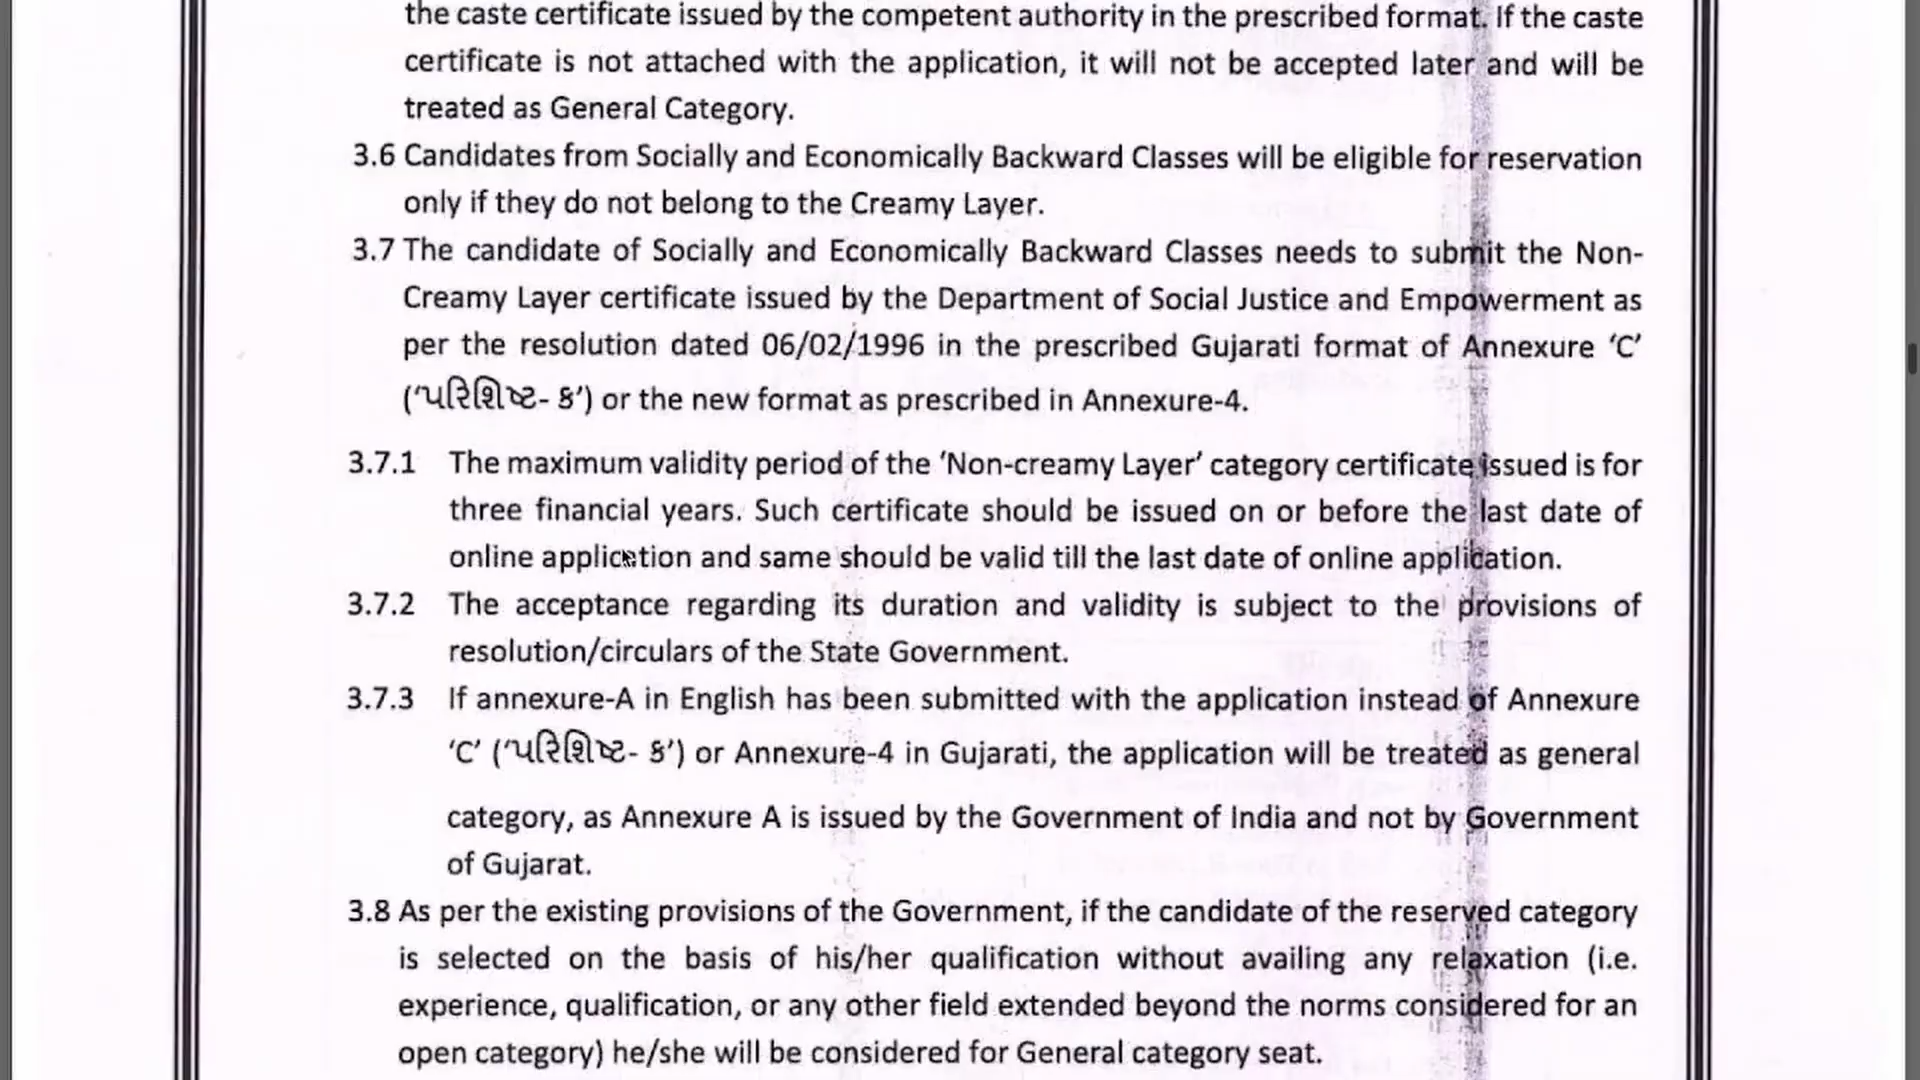 the caste certificate issued by the competent authority in the prescribed format. If the caste
certificate is not attached with the application, it will not be accepted later and will be
treated as General Category.
3.6 Candidates from Socially and Economically Backward Classes will be eligible for reservation
only if they do not belong to the Creamy Layer.
3.7 The candidate of Socially and Economically Backward Classes needs to submit the Non-
Creamy Layer certificate issued by the Department of Social Justice and Empowerment as
per the resolution dated 06/02/1996 in the prescribed Gujarati format of Annexure ‘C’
(‘પરિશિષ્ટ- ક’) or the new format as prescribed in Annexure-4.
3.7.1 The maximum validity period of the ‘Non-creamy Layer’ category certificate issued is for
three financial years. Such certificate should be issued on or before the last date of
online application and same should be valid till the last date of online application.
3.7.2 The acceptance regarding its duration and validity is subject to the provisions of
resolution/circulars of the State Government.
3.7.3 If annexure-A in English has been submitted with the application instead of Annexure
‘C’ (‘પરિશિષ્ટ- ક’) or Annexure-4 in Gujarati, the application will be treated as general
category, as Annexure A is issued by the Government of India and not by Government
of Gujarat.
3.8 As per the existing provisions of the Government, if the candidate of the reserved category
is selected on the basis of his/her qualification without availing any relaxation (i.e.
experience, qualification, or any other field extended beyond the norms considered for an
open category) he/she will be considered for General category seat.